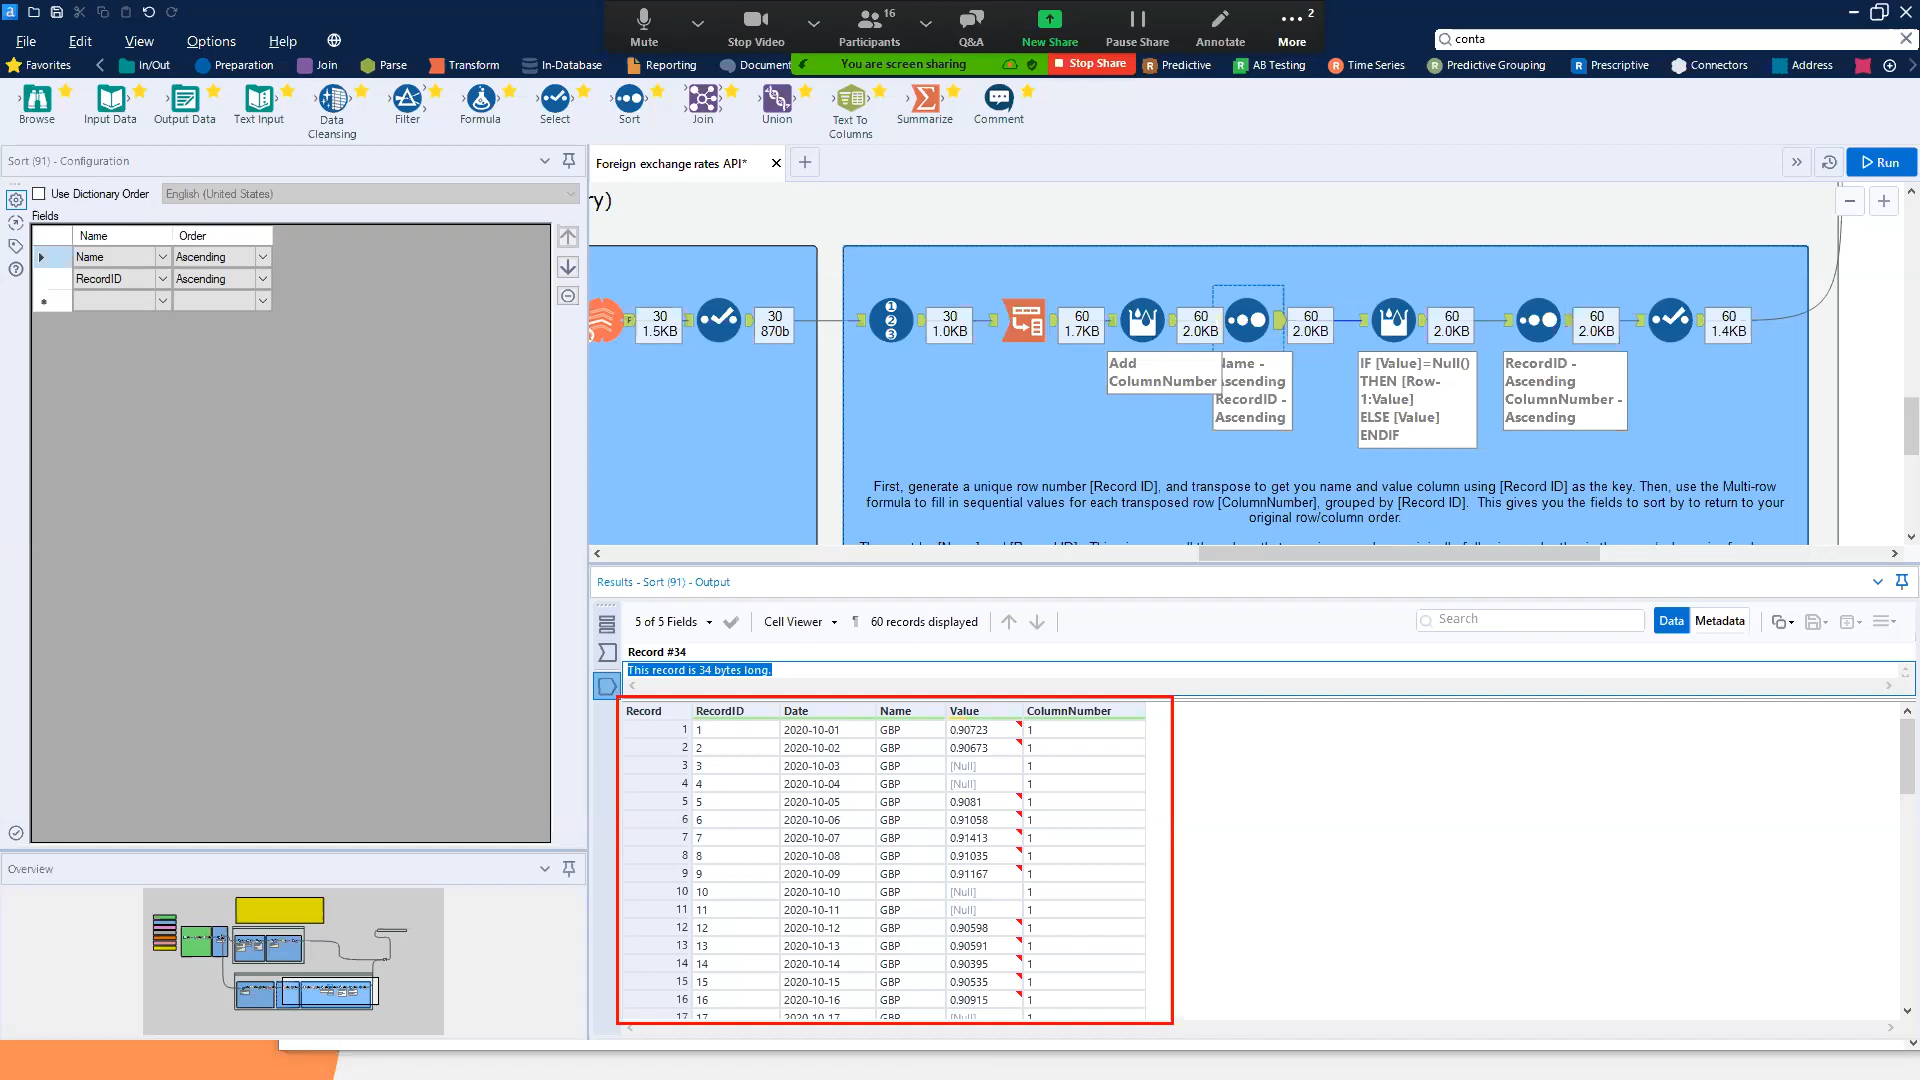 16
2
conta
Mute
Stop Video
Participants
Q&A
New Share
Pause Share
Annotate
More
File
Edit
View
Options
Help
Favorites
In/Out
Preparation
Join
Parse
Transform
In-Database
Reporting
Document
You are screen sharing
Stop Share
Predictive
AB Testing
Time Series
Predictive Grouping
Prescriptive
Connectors
Address
Browse
Input Data
Output Data
Text Input
Data
Cleansing
Filter
Formula
Select
Sort
Join
Union
Text To
Columns
Summarize
Comment
Sort (91) - Configuration
Foreign exchange rates API*
Run
Use Dictionary Order
English (United States)
Fields
Name Order
Name Ascending
RecordID Ascending
ry)
30
1.5KB
30
870b
30
1.0KB
60
1.7KB
60
2.0KB
60
2.0KB
60
2.0KB
60
2.0KB
60
1.4KB
Add
ColumnNumber
Name -
Ascending
RecordID -
Ascending
IF [Value]=Null()
THEN [Row-
1:Value]
ELSE [Value]
ENDIF
RecordID -
Ascending
ColumnNumber -
Ascending
First, generate a unique row number [Record ID], and transpose to get you name and value column using [Record ID] as the key. Then, use the Multi-row
formula to fill in sequential values for each transposed row [ColumnNumber], grouped by [Record ID]. This gives you the fields to sort by to return to your
original row/column order.
Results - Sort (91) - Output
5 of 5 Fields
Cell Viewer
60 records displayed
Search
Data
Metadata
Record #34
This record is 34 bytes long.
Record RecordID Date Name Value ColumnNumber
1 1 2020-10-01 GBP 0.90723 1
2 2 2020-10-02 GBP 0.90673 1
3 3 2020-10-03 GBP [Null] 1
4 4 2020-10-04 GBP [Null] 1
5 5 2020-10-05 GBP 0.9081 1
6 6 2020-10-06 GBP 0.91058 1
7 7 2020-10-07 GBP 0.91413 1
8 8 2020-10-08 GBP 0.91035 1
9 9 2020-10-09 GBP 0.91167 1
10 10 2020-10-10 GBP [Null] 1
11 11 2020-10-11 GBP [Null] 1
12 12 2020-10-12 GBP 0.90598 1
13 13 2020-10-13 GBP 0.90591 1
14 14 2020-10-14 GBP 0.90395 1
15 15 2020-10-15 GBP 0.90535 1
16 16 2020-10-16 GBP 0.90915 1
17 17 2020-10-17 GBP [Null] 1
Overview